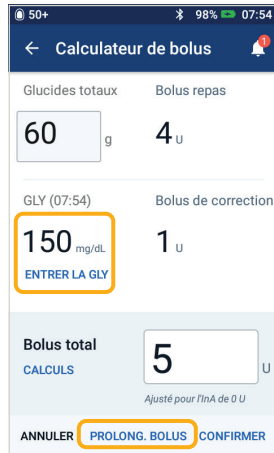 50+ 98% 07:54
← Calculateur de bolus
Glucides totaux Bolus repas
60 g 4 U
GLY (07:54) Bolus de correction
150 mg/dL 1 U
ENTRER LA GLY
Bolus total 5 U
CALCULS
Ajusté pour l'InA de 0 U
ANNULER PROLONG. BOLUS CONFIRMER